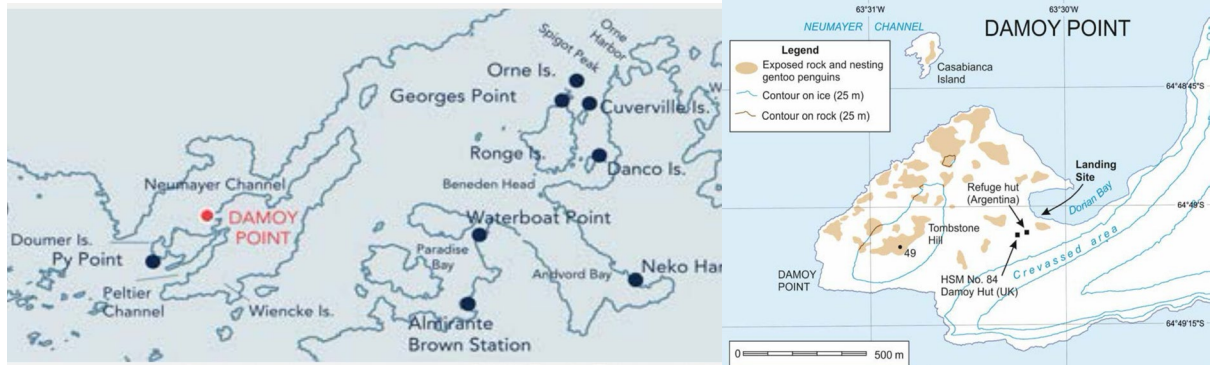 Orne
Harbor
Spigot Peak
Orne Is.
Georges Point
Cuverville Is.
Ronge Is.
Danco Is.
Beneden Head
Neumayer Channel
DAMOY
POINT
Waterboat Point
Doumer Is.
Py Point
Paradise
Bay
Andvord Bay
Neko Har
Peltier
Channel
Wiencke Is.
Almirante
Brown Station
W
63°31'W
63°30'W
NEUMAYER CHANNEL
DAMOY POINT
Legend
Exposed rock and nesting
gentoo penguins
Contour on ice (25 m)
Contour on rock (25 m)
Casabianca
Island
64°48'45"S
Landing
Site
Refuge hut
(Argentina)
Dorian Bay
64°49'S
Tombstone
Hill
49
Crevassed area
DAMOY
POINT
HSM No. 84
Damoy Hut (UK)
64°49'15"S
0 500 m